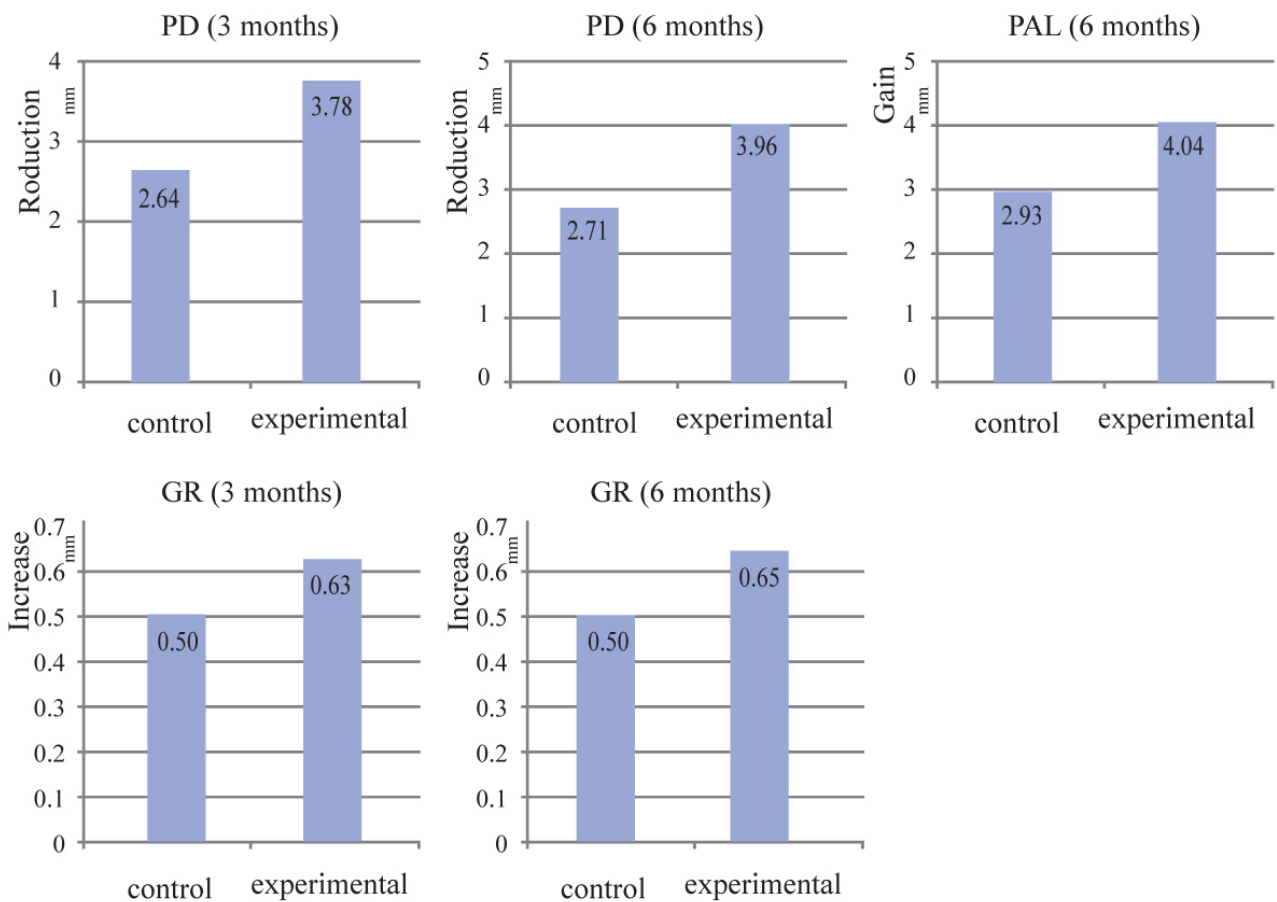 PD (3 months)
Roduction
mm
4
3
2
1
0
2.64
3.78
control
experimental
PD (6 months)
Roduction
mm
5
4
3
2
1
0
2.71
3.96
control
experimental
PAL (6 months)
Gain
mm
5
4
3
2
1
0
2.93
4.04
control
experimental
GR (3 months)
Increase
mm
0.7
0.6
0.5
0.4
0.3
0.2
0.1
0
0.50
0.63
control
experimental
GR (6 months)
Increase
mm
0.7
0.6
0.5
0.4
0.3
0.2
0.1
0
0.50
0.65
control
experimental